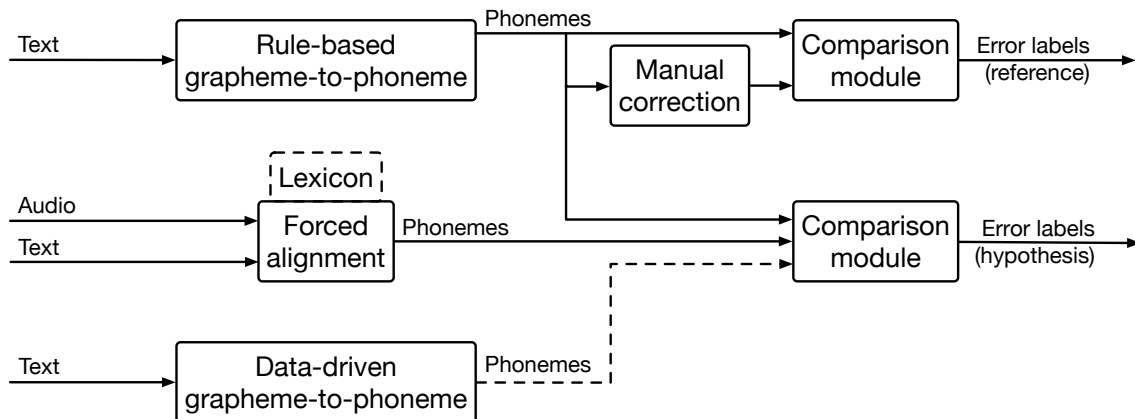 Text
Rule-based
grapheme-to-phoneme
Phonemes
Manual
correction
Comparison
module
Error labels
(reference)
Audio
Text
Lexicon
Forced
alignment
Phonemes
Comparison
module
Error labels
(hypothesis)
Text
Data-driven
grapheme-to-phoneme
Phonemes